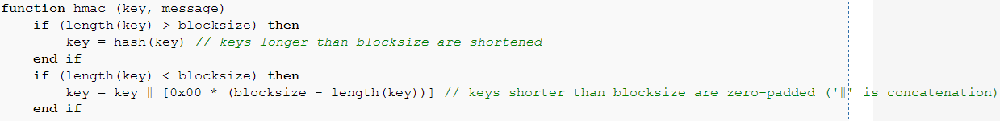 function hmac (key, message)
    if (length(key) > blocksize) then
        key = hash(key) // keys longer than blocksize are shortened
    end if
    if (length(key) < blocksize) then
        key = key ∥ [0x00 * (blocksize - length(key))] // keys shorter than blocksize are zero-padded ('∥' is concatenation)
    end if